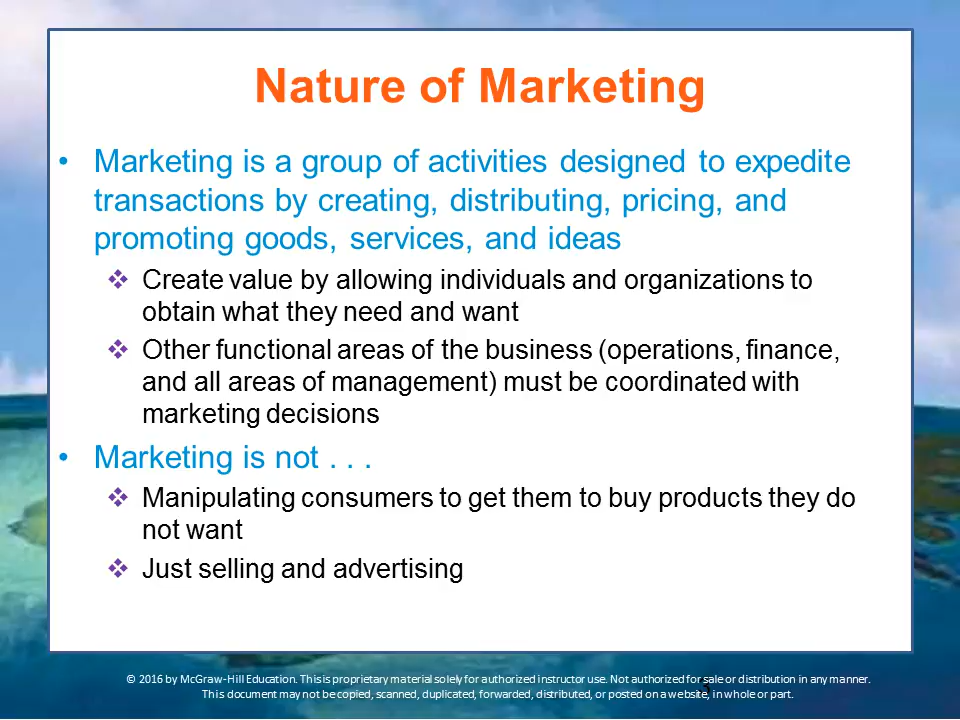 Nature of Marketing
• Marketing is a group of activities designed to expedite
transactions by creating, distributing, pricing, and
promoting goods, services, and ideas
❖ Create value by allowing individuals and organizations to
obtain what they need and want
❖ Other functional areas of the business (operations, finance,
and all areas of management) must be coordinated with
marketing decisions
• Marketing is not . . .
❖ Manipulating consumers to get them to buy products they do
not want
❖ Just selling and advertising
© 2016 by McGraw-Hill Education. This is proprietary material solely for authorized instructor use. Not authorized for sale or distribution in any manner.
This document may not be copied, scanned, duplicated, forwarded, distributed, or posted on a website, in whole or part.